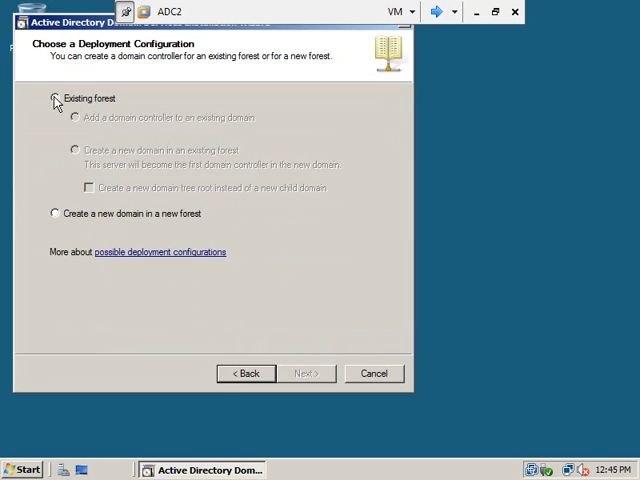 ADC2
VM
Active Directory Domain Services Installation Wizard
Choose a Deployment Configuration
You can create a domain controller for an existing forest or for a new forest.
Existing forest
Add a domain controller to an existing domain
Create a new domain in an existing forest
This server will become the first domain controller in the new domain.
Create a new domain tree root instead of a new child domain
Create a new domain in a new forest
More about possible deployment configurations
< Back
Next >
Cancel
Start
Active Directory Dom...
12:45 PM